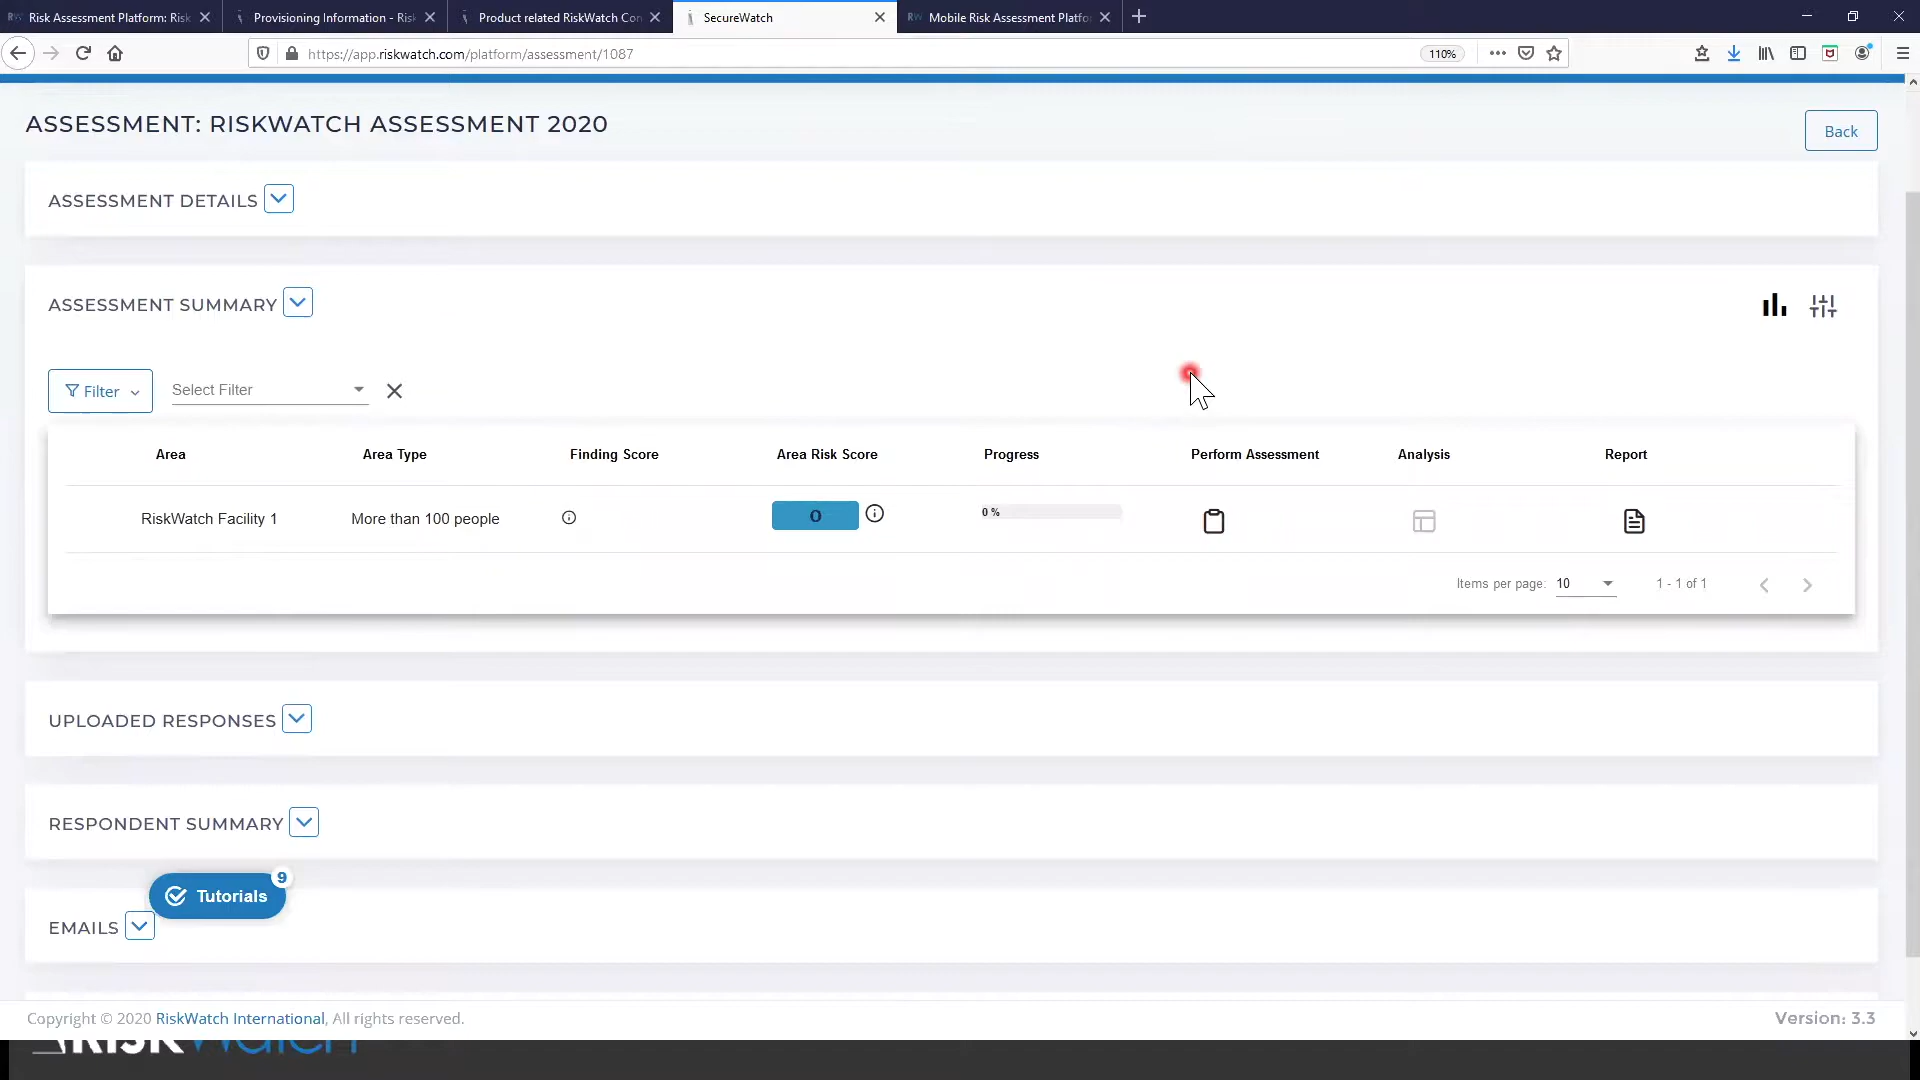 Risk Assessment Platform: Risk
Provisioning Information - Risk
Product related RiskWatch Con
SecureWatch
Mobile Risk Assessment Platfo
https://app.riskwatch.com/platform/assessment/1087
110%
ASSESSMENT: RISKWATCH ASSESSMENT 2020
Back
ASSESSMENT DETAILS
ASSESSMENT SUMMARY
Filter
Select Filter
Area Area Type Finding Score Area Risk Score Progress Perform Assessment Analysis Report
RiskWatch Facility 1 More than 100 people 0 0 %
Items per page: 10 1 - 1 of 1
UPLOADED RESPONSES
RESPONDENT SUMMARY
9
Tutorials
EMAILS
Copyright © 2020 RiskWatch International, All rights reserved.
Version: 3.3
RISKWatch